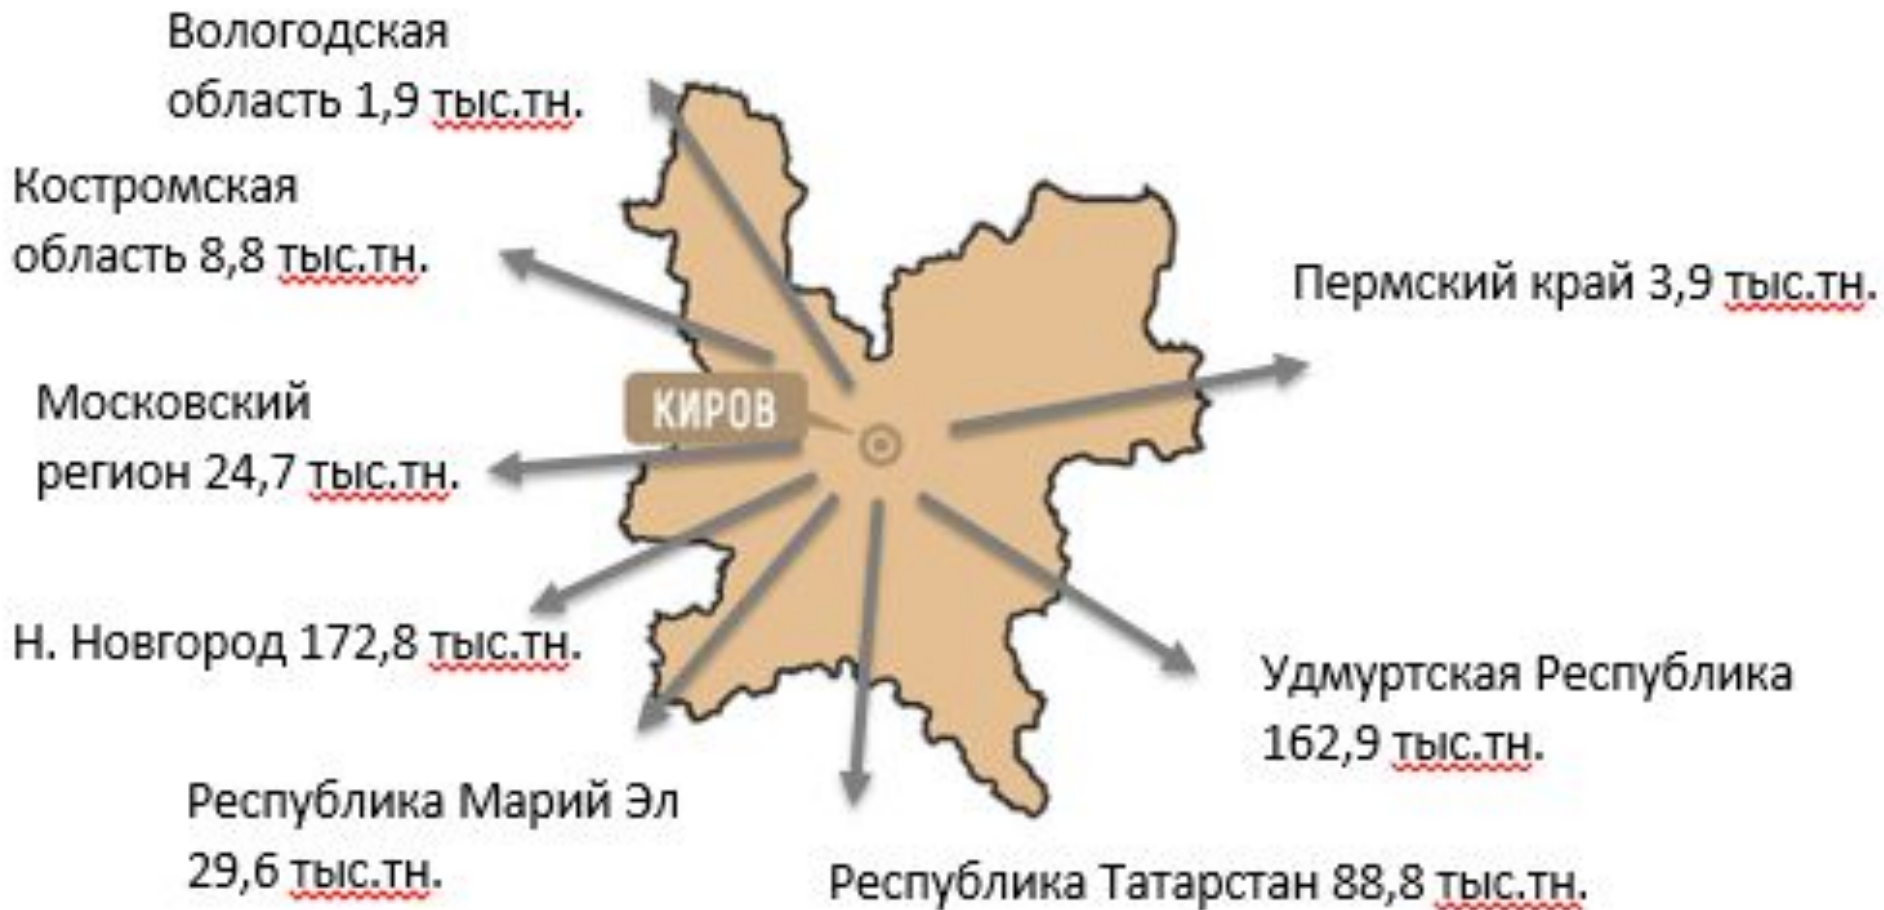 Вологодская
область 1,9 тыс.тн.
Костромская
область 8,8 тыс.тн.
Пермский край 3,9 тыс.тн.
Московский
регион 24,7 тыс.тн.
КИРОВ
Н. Новгород 172,8 тыс.тн.
Удмуртская Республика
162,9 тыс.тн.
Республика Марий Эл
29,6 тыс.тн.
Республика Татарстан 88,8 тыс.тн.